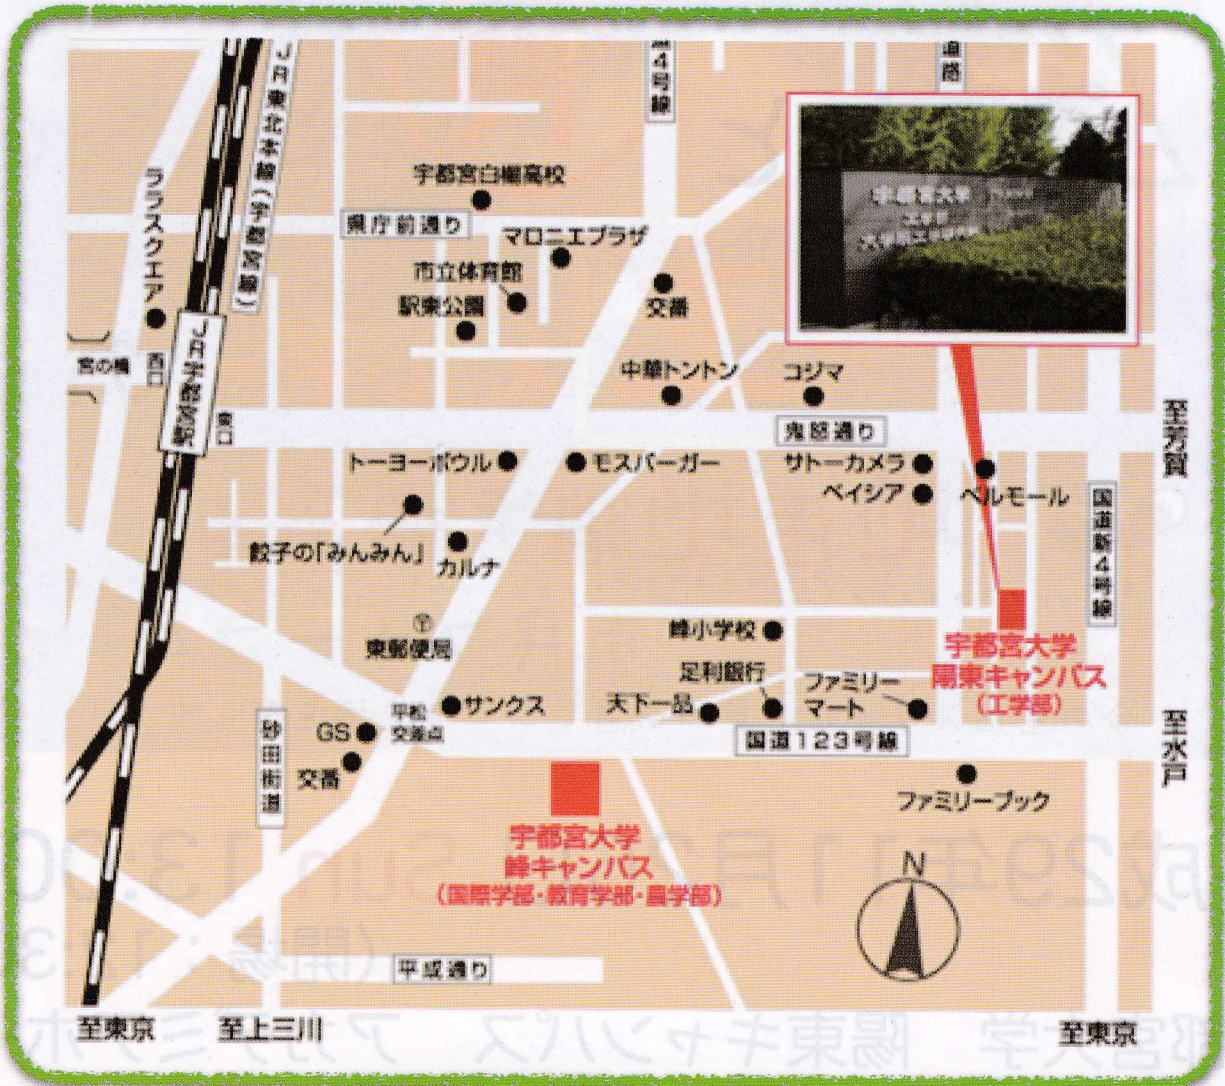 JR東北本線(宇都宮線)
道4号線
道路
宇都宮白楊高校
県庁前通り
マロニエプラザ
市立体育館
駅東公園
交番
ララスクエア
宮の橋
西口
JR宇都宮駅
東口
宇都宮大学
工学部
中華トントン
コジマ
鬼怒通り
至芳賀
トーヨーボウル
モスバーガー
サトーカメラ
ベイシア
ベルモール
国道新4号線
餃子の「みんみん」
カルナ
東郵便局
峰小学校
足利銀行
天下一品
ファミリー
マート
宇都宮大学
陽東キャンパス
(工学部)
サンクス
平松
交差点
GS
交番
砂田街道
国道123号線
至水戸
ファミリーブック
宇都宮大学
峰キャンパス
(国際学部・教育学部・農学部)
N
平成通り
至東京
至上三川
至東京